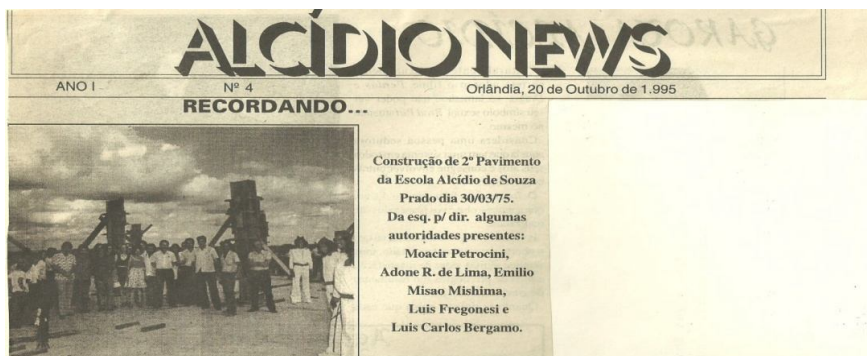 ALCÍDIO NEWS
ANO I Nº 4 Orlândia, 20 de Outubro de 1.995
RECORDANDO...
Construção de 2º Pavimento
da Escola Alcídio de Souza
Prado dia 30/03/75.
Da esq. p/ dir. algumas
autoridades presentes:
Moacir Petrocini,
Adone R. de Lima, Emilio
Misao Mishima,
Luis Fregonesi e
Luis Carlos Bergamo.